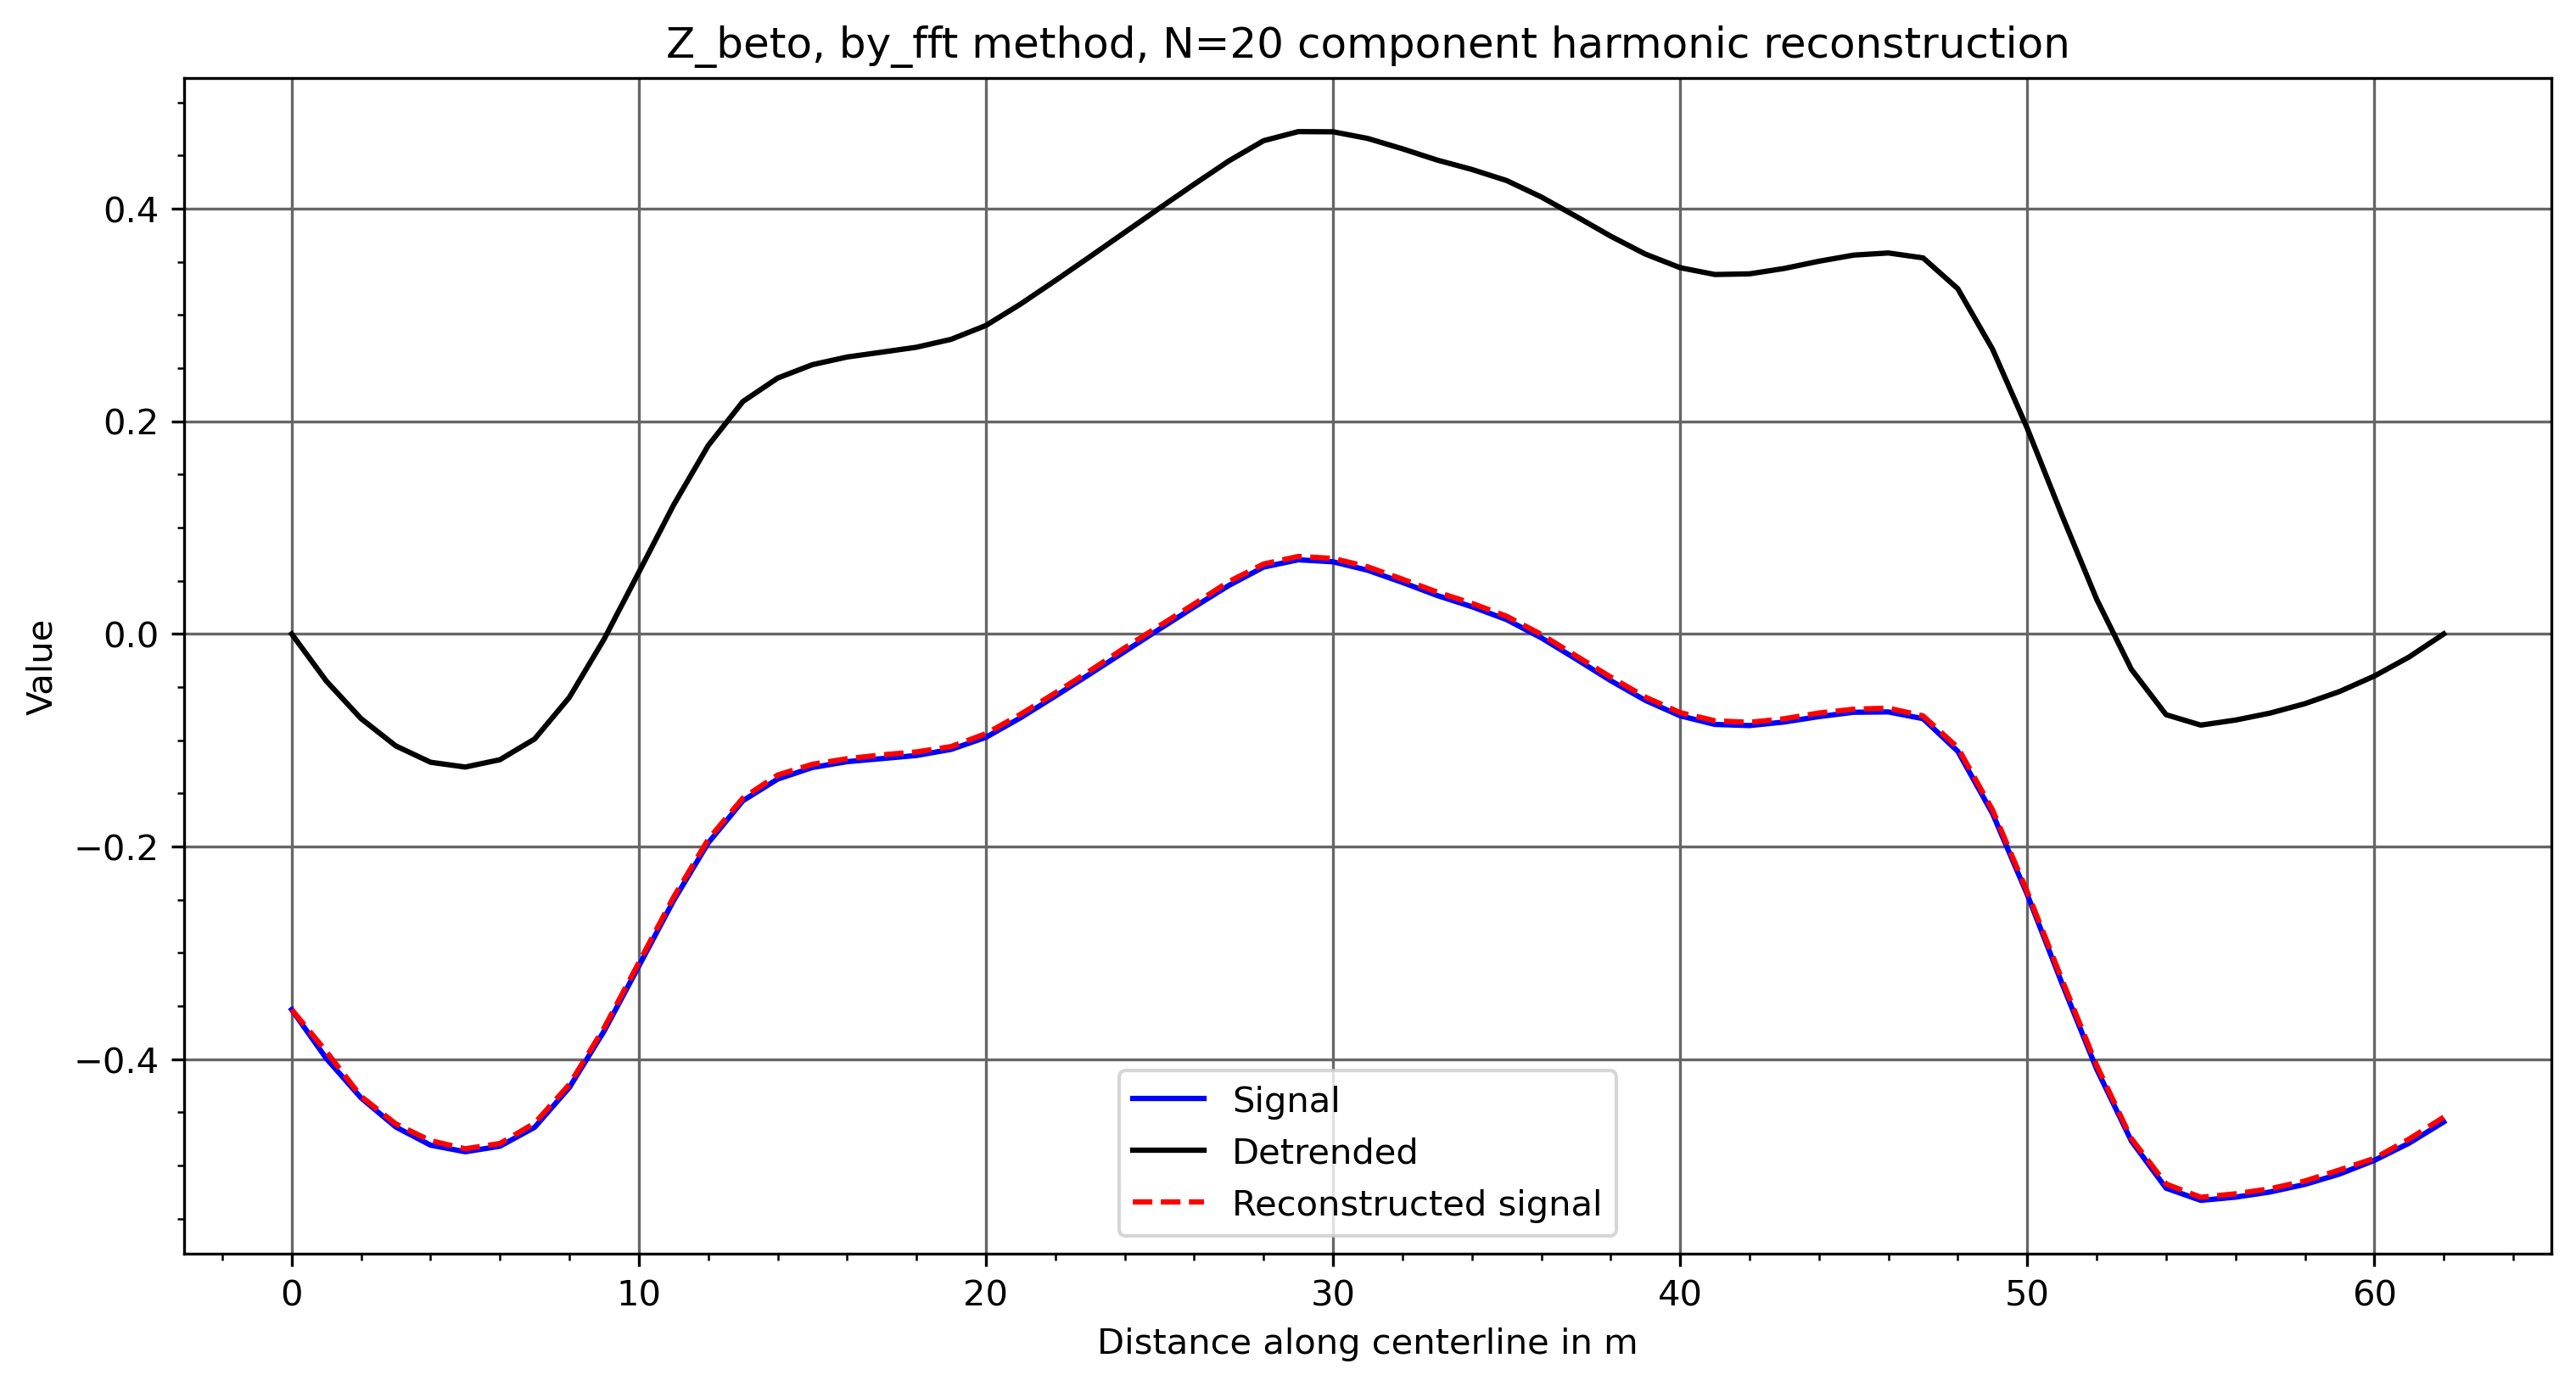 Z_beto, by_fft method, N=20 component harmonic reconstruction
Value
0.4
0.2
0.0
−0.2
−0.4
Signal
Detrended
Reconstructed signal
0 10 20 30 40 50 60
Distance along centerline in m